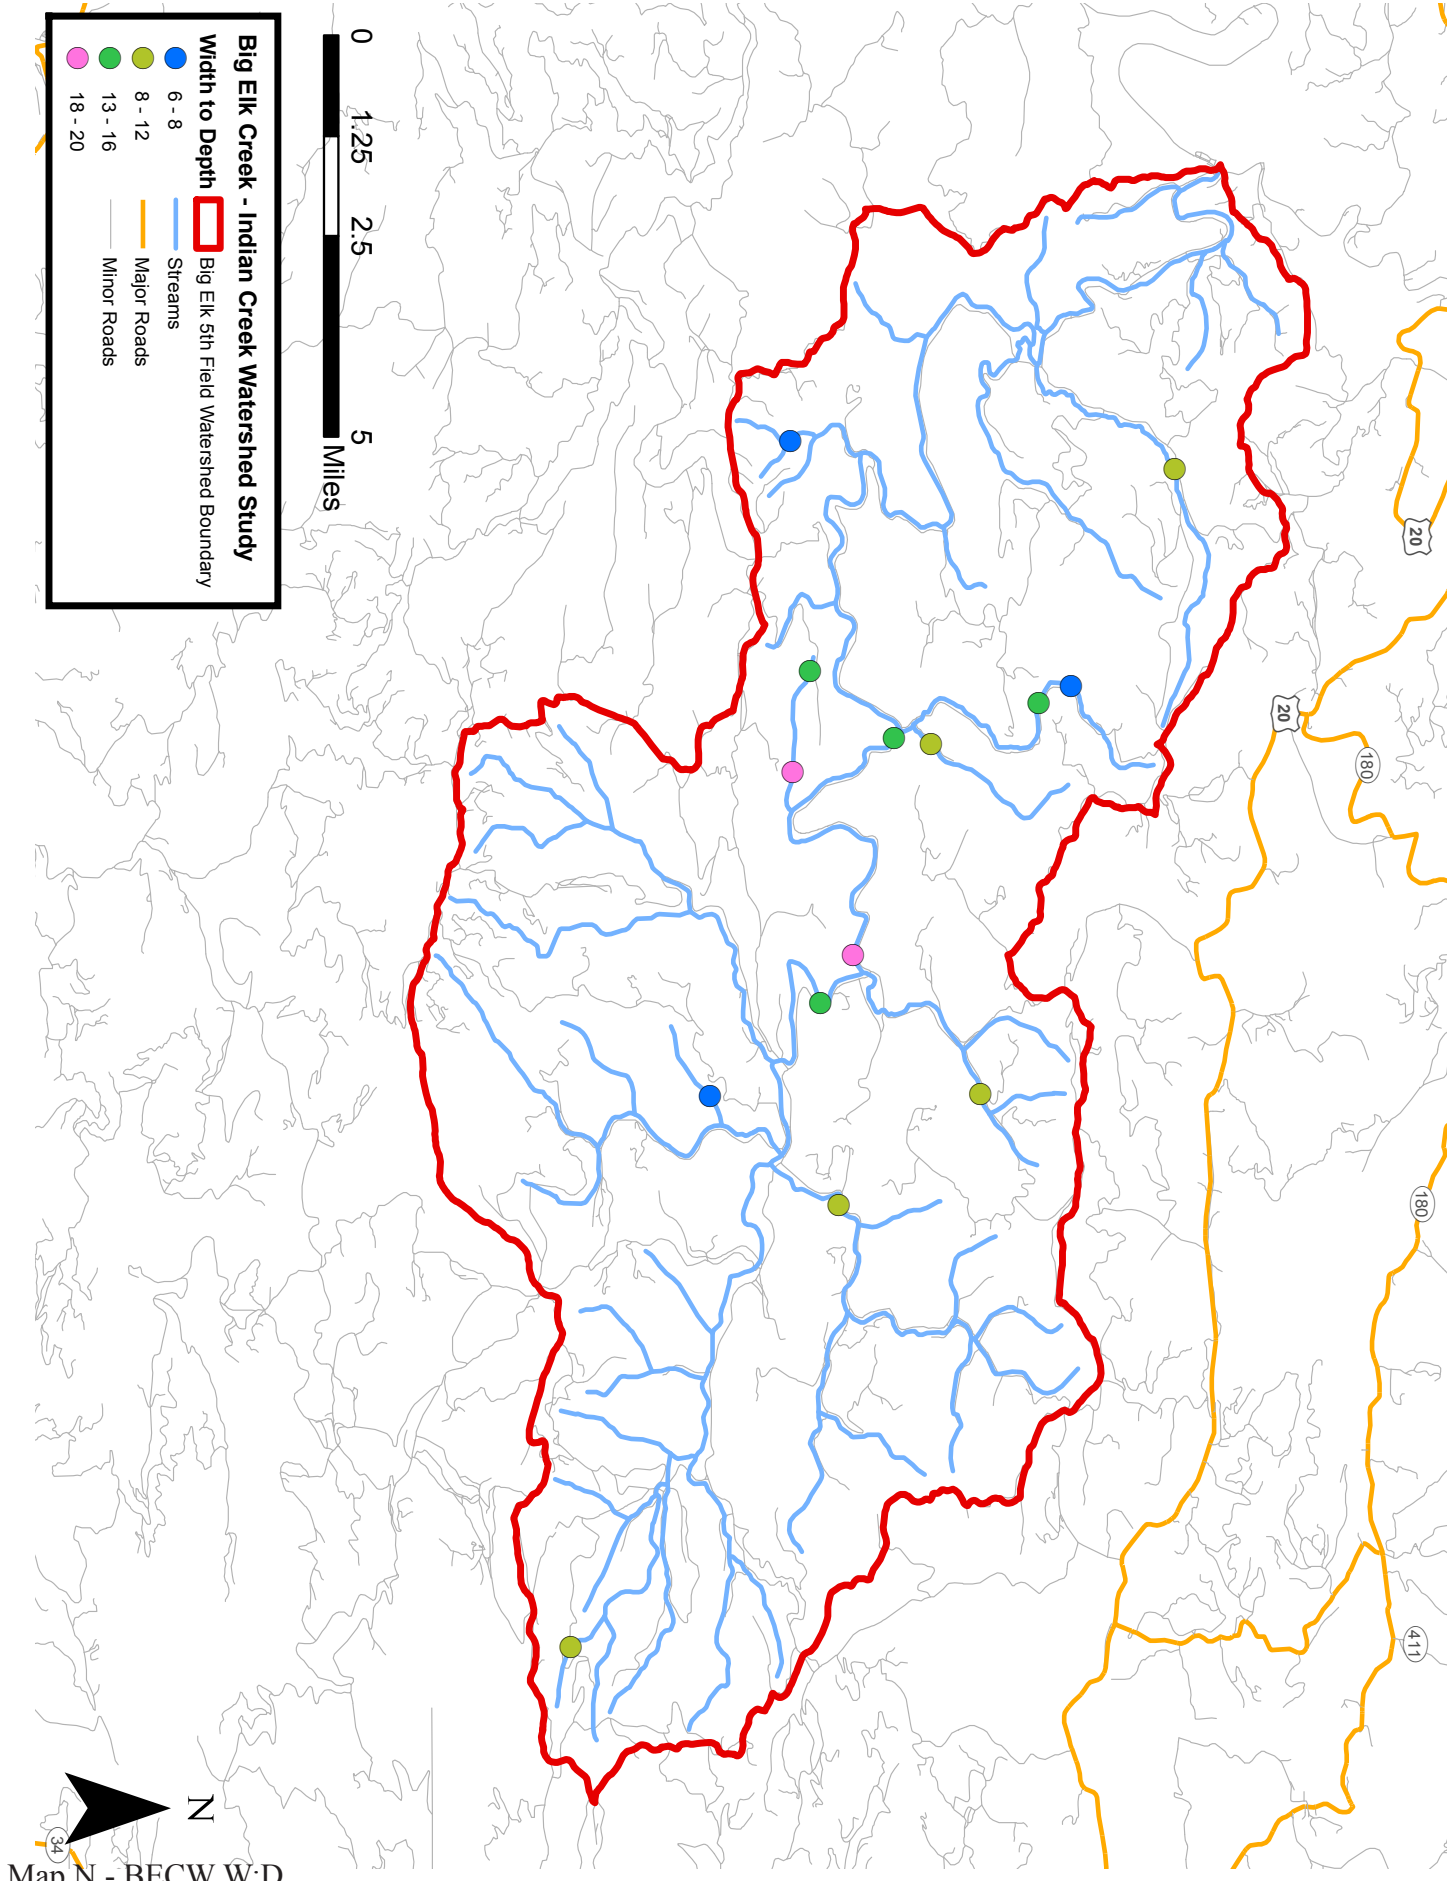 Big Elk Creek - Indian Creek Watershed Study
Width to Depth
6 - 8
8 - 12
13 - 16
18 - 20
Big Elk 5th Field Watershed Boundary
Streams
Major Roads
Minor Roads
0 1.25 2.5 5
Miles
20
20
180
180
411
34
N
Map N - BECW W:D